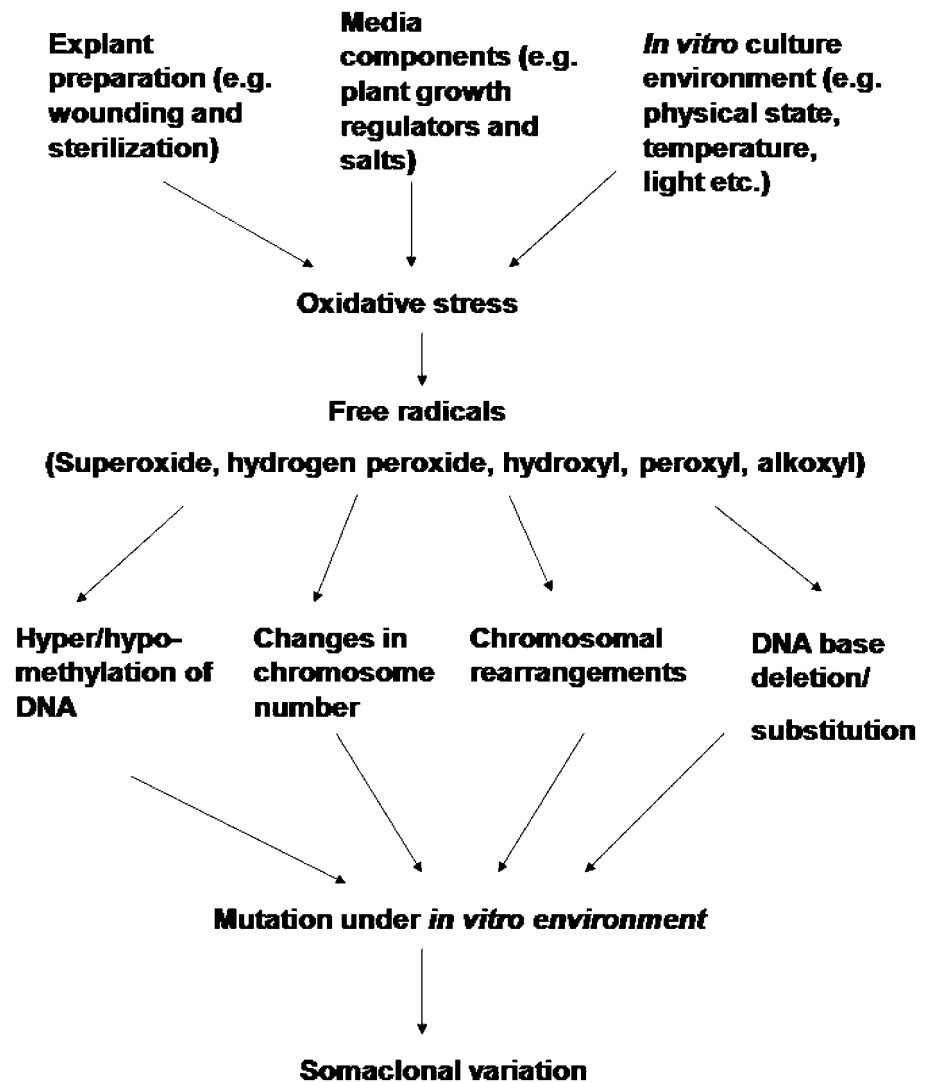 Explant
preparation (e.g.
wounding and
sterilization)
Media
components (e.g.
plant growth
regulators and
salts)
In vitro culture
environment (e.g.
physical state,
temperature,
light etc.)
Oxidative stress
Free radicals
(Superoxide, hydrogen peroxide, hydroxyl, peroxyl, alkoxyl)
Hyper/hypo-
methylation of
DNA
Changes in
chromosome
number
Chromosomal
rearrangements
DNA base
deletion/
substitution
Mutation under in vitro environment
Somaclonal variation